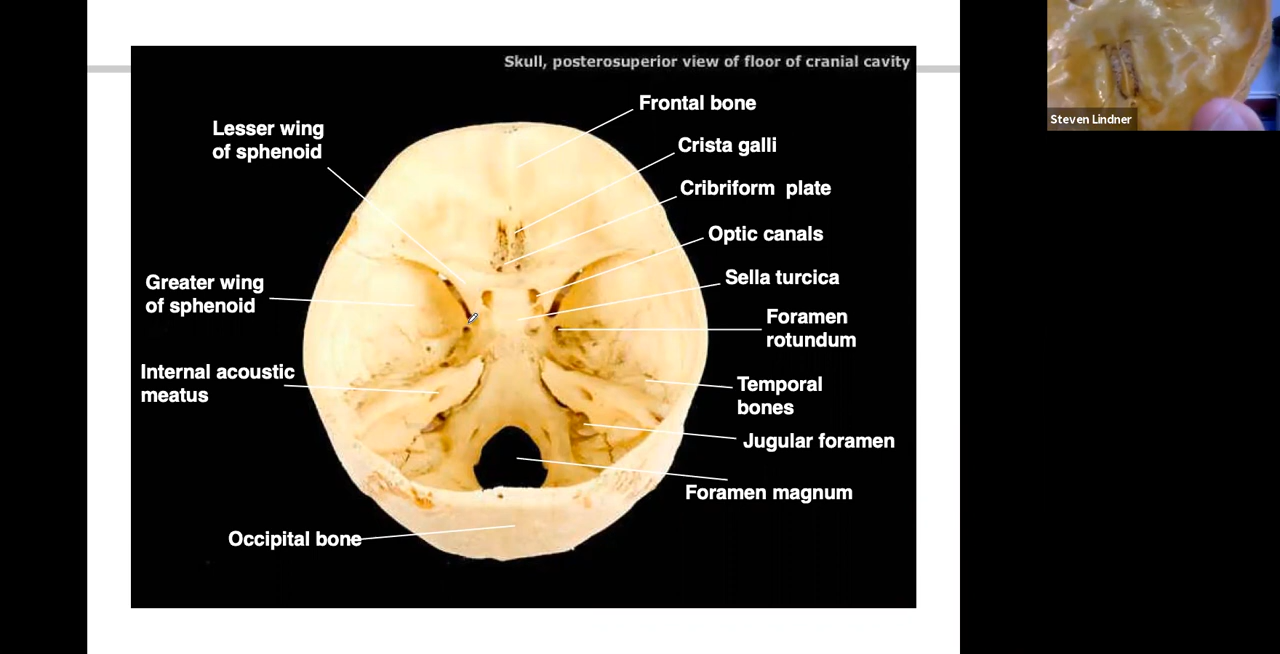 Skull, posterosuperior view of floor of cranial cavity
Frontal bone
Lesser wing
of sphenoid
Crista galli
Cribriform plate
Optic canals
Greater wing
of sphenoid
Sella turcica
Foramen
rotundum
Internal acoustic
meatus
Temporal
bones
Jugular foramen
Foramen magnum
Occipital bone
Steven Lindner